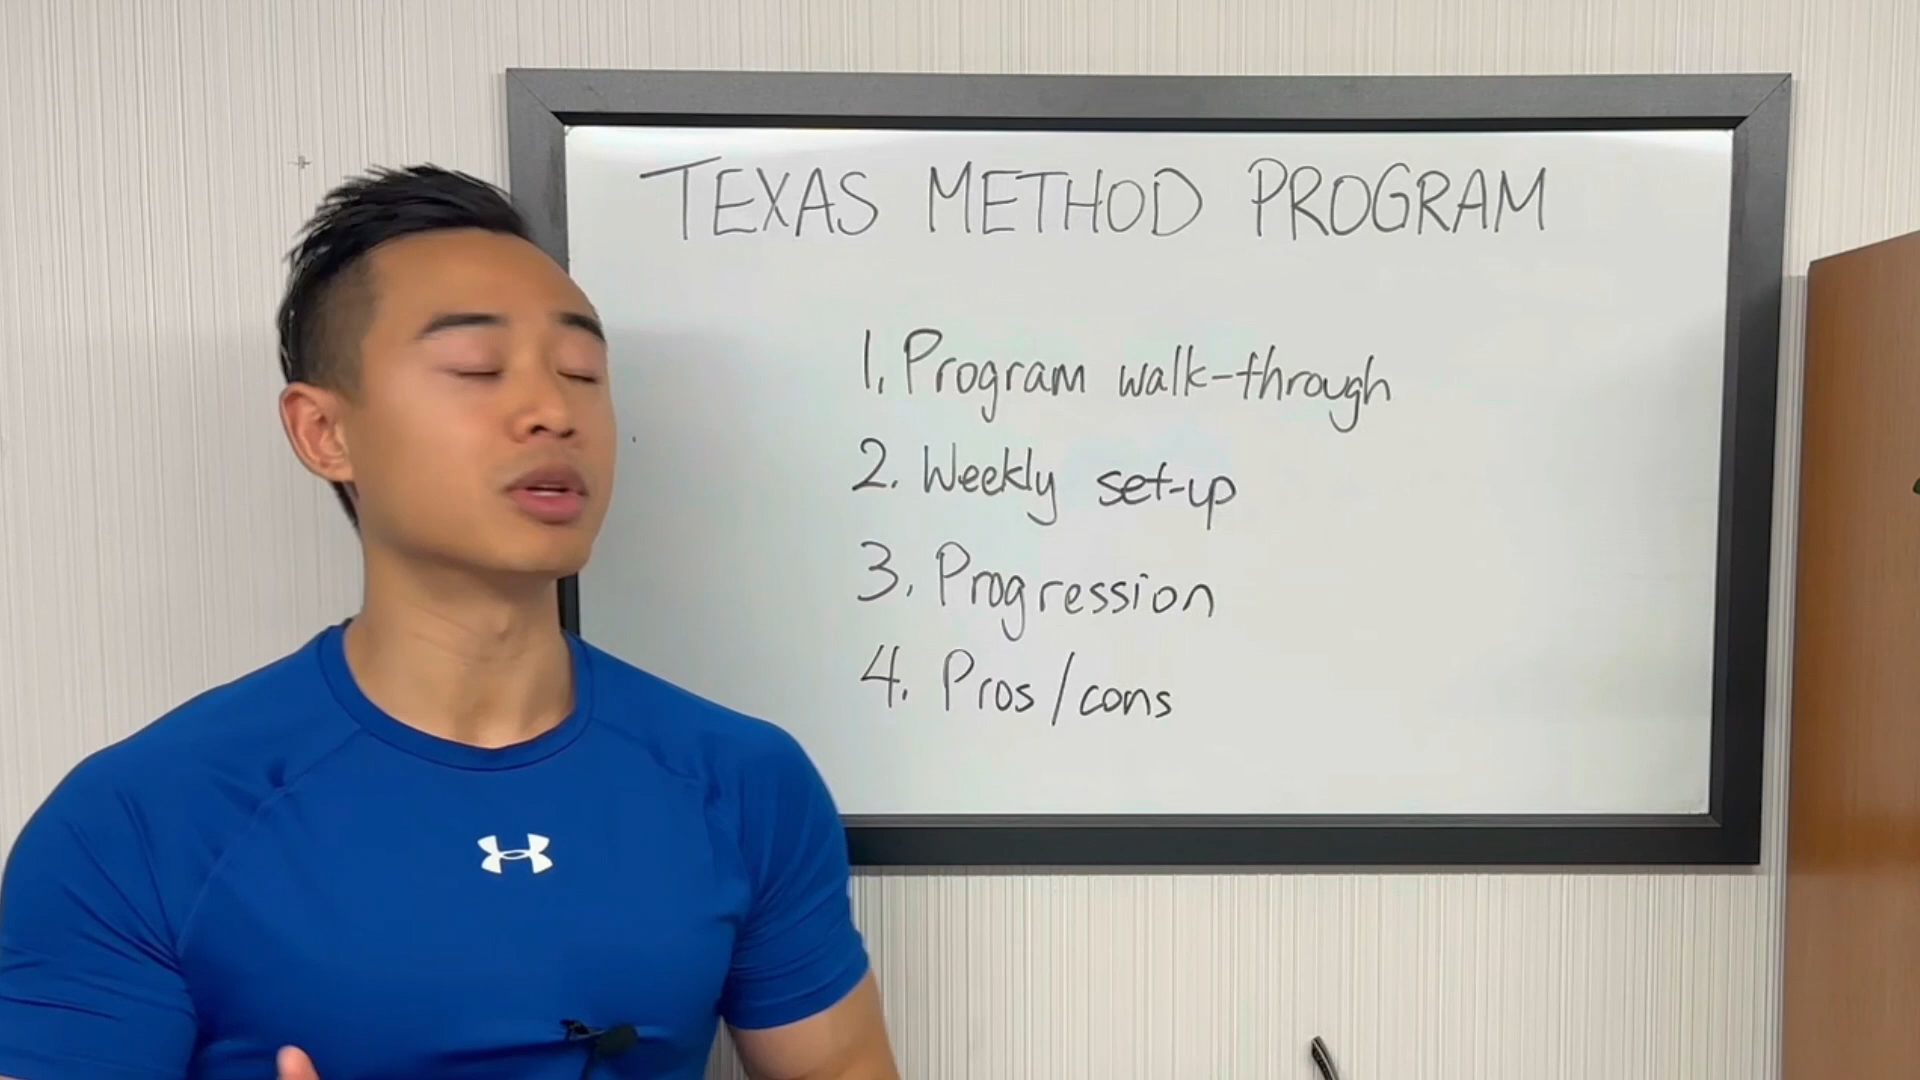 TEXAS METHOD PROGRAM
1. Program walk-through
2. Weekly set-up
3. Progression
4. Pros/cons